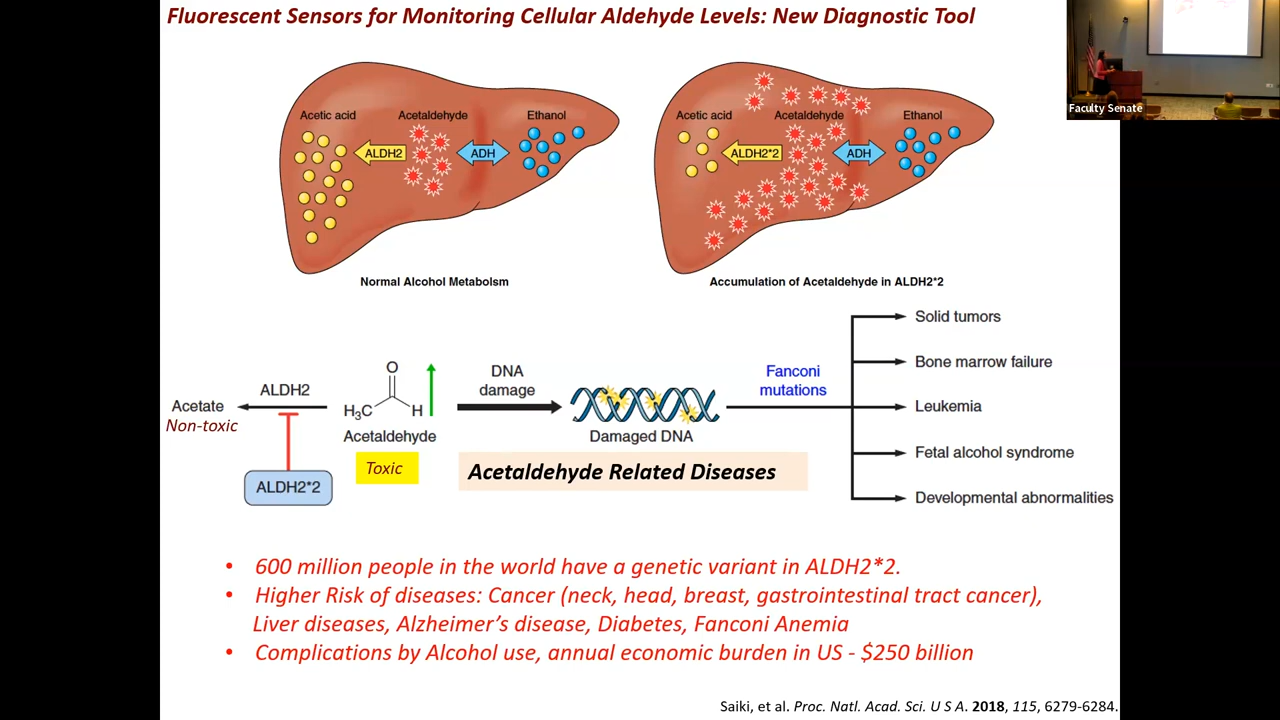 Fluorescent Sensors for Monitoring Cellular Aldehyde Levels: New Diagnostic Tool
Faculty Senate
Acetic acid
Acetaldehyde
Ethanol
ALDH2
ADH
Normal Alcohol Metabolsm
Acetic acid
Acetaldehyde
Ethanol
ALDH2*2
ADH
Accumulation of Acetaldehyde in ALDH2*2
Acetate
Non-toxic
ALDH2
ALDH2*2
O
H₃C
H
Acetaldehyde
Toxic
DNA
damage
Damaged DNA
Acetaldehyde Related Diseases
Fanconi
mutations
Solid tumors
Bone marrow failure
Leukemia
Fetal alcohol syndrome
Developmental abnormalities
• 600 million people in the world have a genetic variant in ALDH2*2.
• Higher Risk of diseases: Cancer (neck, head, breast, gastrointestinal tract cancer),
Liver diseases, Alzheimer's disease, Diabetes, Fanconi Anemia
• Complications by Alcohol use, annual economic burden in US - $250 billion
Saiki, et al. Proc. Natl. Acad. Sci. U S A. 2018, 115, 6279-6284.